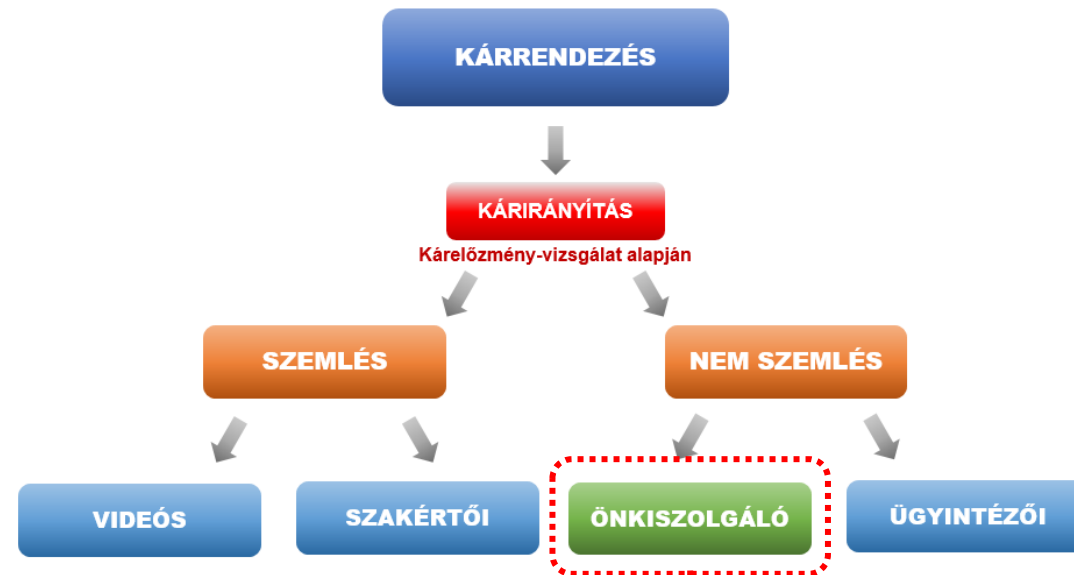 KÁRRENDEZÉS
KÁRIRÁNYÍTÁS
Kárelőzmény-vizsgálat alapján
SZEMLÉS
NEM SZEMLÉS
VIDEÓS
SZAKÉRTŐI
ÖNKISZOLGÁLÓ
ÜGYINTÉZŐI